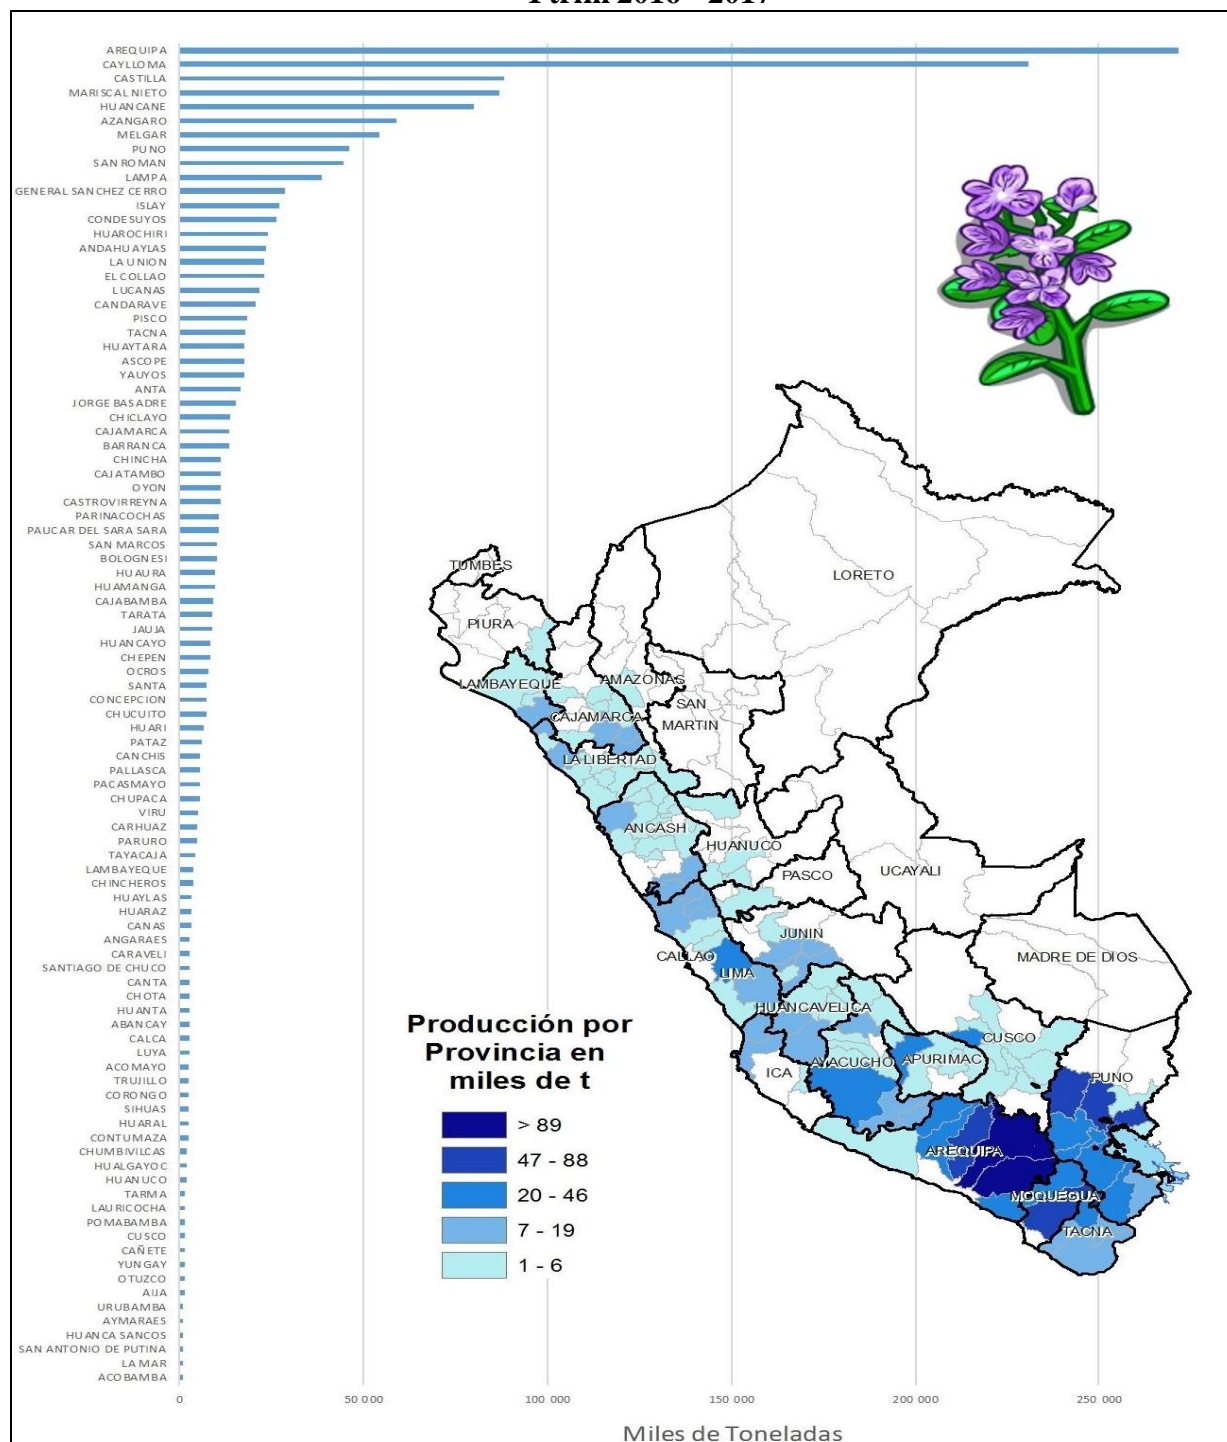 I trim 2016 - 2017
AREQUIPA
CAYLLOMA
CASTILLA
MARISCAL NIETO
HUANCANE
AZANGARO
MELGAR
PUNO
SAN ROMAN
LAMPA
GENERAL SANCHEZ CERRO
ISLAY
CONDESUYOS
HUAROCHIRI
ANDAHUAYLAS
LA UNION
EL COLLAO
LUCANAS
CANDARAVE
PISCO
TACNA
HUAYTARA
ASCOPE
YAUYOS
ANTA
JORGE BASADRE
CHICLAYO
CAJAMARCA
BARRANCA
CHINCHA
CAJATAMBO
OYON
CASTROVIRREYNA
PARINACOCHAS
PAUCAR DEL SARA SARA
SAN MARCOS
BOLOGNESI
HUAURA
HUAMANGA
CAJABAMBA
TARATA
JAUJA
HUANCAYO
CHEPEN
OCROS
SANTA
CONCEPCION
CHUCUITO
HUARI
PATAZ
CANCHIS
PALLASCA
PACASMAYO
CHUPACA
VIRU
CARHUAZ
PARURO
TAYACAJA
LAMBAYEQUE
CHINCHEROS
HUAYLAS
HUARAZ
CANAS
ANGARAES
CARAVELI
SANTIAGO DE CHUCO
CANTA
CHOTA
HUANTA
ABANCAY
CALCA
LUYA
ACOMAYO
TRUJILLO
CORONGO
SIHUAS
HUARAL
CONTUMAZA
CHUMBIVILCAS
HUALGAYOC
HUANUCO
TARMA
LAURICOCHA
POMABAMBA
CUSCO
CAÑETE
YUNGAY
OTUZCO
AIJA
URUBAMBA
AYMARAES
HUANCA SANCOS
SAN ANTONIO DE PUTINA
LA MAR
ACOBAMBA
0 50 000 100 000 150 000 200 000 250 000
Miles de Toneladas
TUMBES
LORETO
PIURA
LAMBAYEQUE
AMAZONAS
SAN
MARTIN
CAJAMARCA
LA LIBERTAD
ANCASH
HUANUCO
UCAYALI
PASCO
JUNIN
CALLAO
MADRE DE DIOS
LIMA
HUANCAVELICA
CUSCO
AYACUCHO
APURIMAC
ICA
PUNO
AREQUIPA
MOQUEGUA
TACNA
Producción por
Provincia en
miles de t
> 89
47 - 88
20 - 46
7 - 19
1 - 6